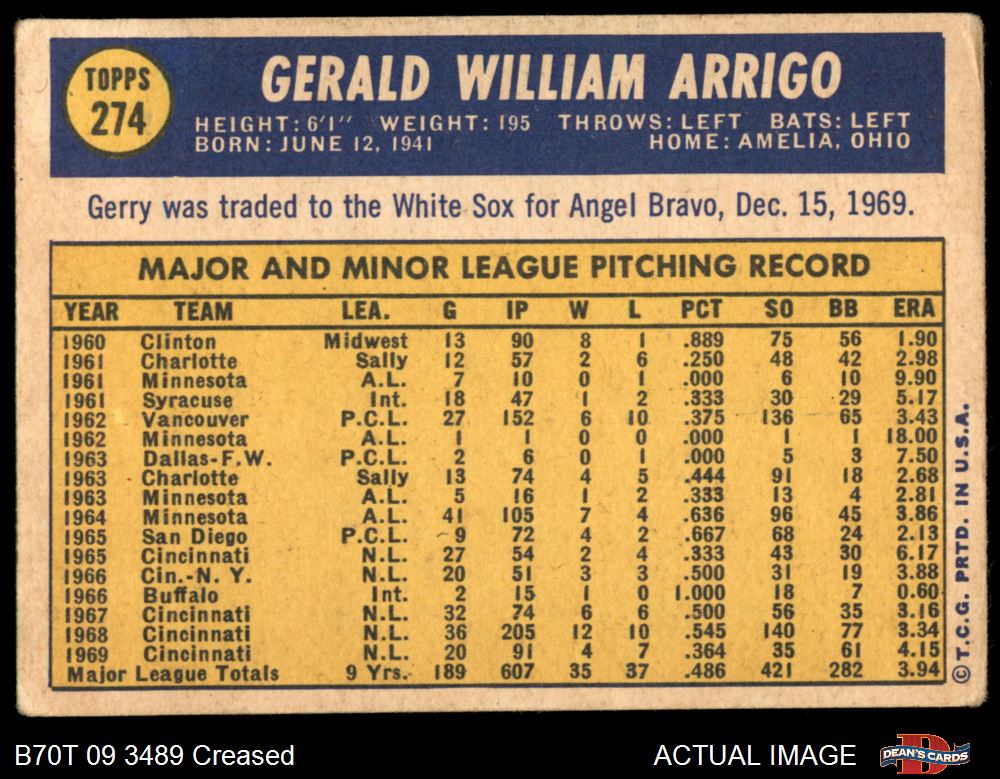 TOPPS
274
GERALD WILLIAM ARRIGO
HEIGHT: 6'1" WEIGHT: 195 THROWS: LEFT BATS: LEFT
BORN: JUNE 12, 1941 HOME: AMELIA, OHIO
Gerry was traded to the White Sox for Angel Bravo, Dec. 15, 1969.
MAJOR AND MINOR LEAGUE PITCHING RECORD
YEAR TEAM LEA. G IP W L PCT SO BB ERA
1960 Clinton Midwest 13 90 8 1 .889 75 56 1.90
1961 Charlotte Sally 12 57 2 6 .250 48 42 2.98
1961 Minnesota A.L. 7 10 0 1 .000 6 10 9.90
1961 Syracuse Int. 18 47 1 2 .333 30 29 5.17
1962 Vancouver P.C.L. 27 152 6 10 .375 136 65 3.43
1962 Minnesota A.L. 1 1 0 0 .000 1 1 18.00
1963 Dallas-F.W. P.C.L. 2 6 0 1 .000 5 3 7.50
1963 Charlotte Sally 13 74 4 5 .444 91 18 2.68
1963 Minnesota A.L. 5 16 1 2 .333 13 4 2.81
1964 Minnesota A.L. 41 105 7 4 .636 96 45 3.86
1965 San Diego P.C.L. 9 72 4 2 .667 68 24 2.13
1965 Cincinnati N.L. 27 54 2 4 .333 43 30 6.17
1966 Cin.-N. Y. N.L. 20 51 3 3 .500 31 19 3.88
1966 Buffalo Int. 2 15 1 0 1.000 18 7 0.60
1967 Cincinnati N.L. 32 74 6 6 .500 56 35 3.16
1968 Cincinnati N.L. 36 205 12 10 .545 140 77 3.34
1969 Cincinnati N.L. 20 91 4 7 .364 35 61 4.15
Major League Totals 9 Yrs. 189 607 35 37 .486 421 282 3.94
© T.C.G. PRTD. IN U.S.A.
B70T 09 3489 Creased
ACTUAL IMAGE
DEAN'S CARDS